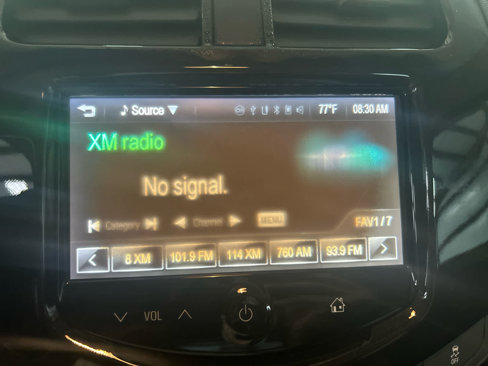 Source 77°F 08:30 AM
XM radio
No signal.
Category Channel MENU FAV1/7
8 XM 101.9 FM 114 XM 760 AM 93.9 FM
VOL
OFF